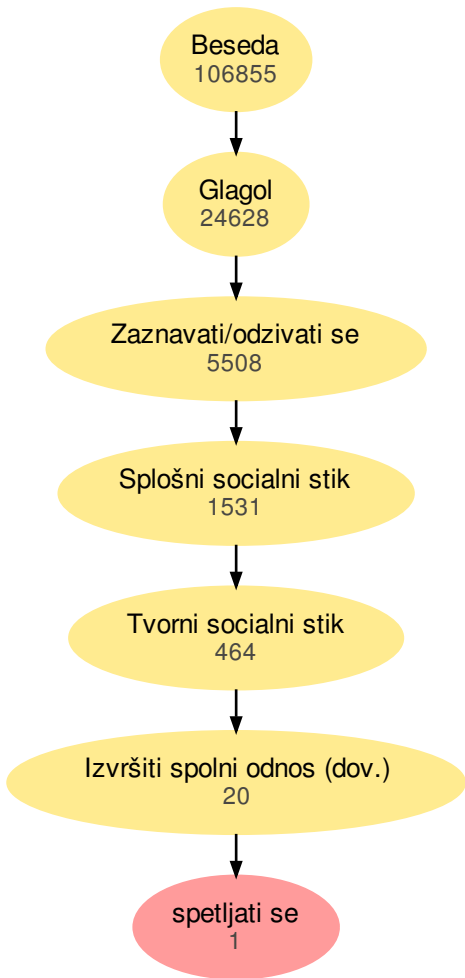 Beseda
106855
Glagol
24628
Zaznavati/odzivati se
5508
Splošni socialni stik
1531
Tvorni socialni stik
464
Izvršiti spolni odnos (dov.)
20
spetljati se
1